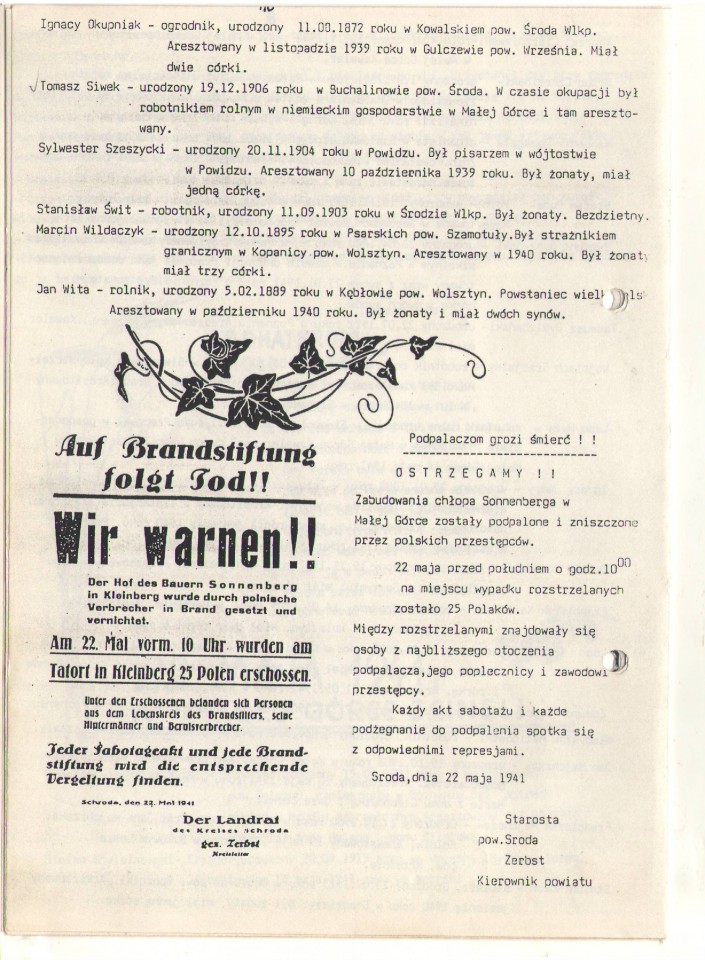 Ignacy Okupniak - ogrodnik, urodzony 11.00.1872 roku w Kowalskiem pow. Środa Wlkp.
Aresztowany w listopadzie 1939 roku w Gulczewie pow. Września. Miał
dwie córki.
Tomasz Siwek - urodzony 19.12.1906 roku w Buchalinowie pow. Środa. W czasie okupacji był
robotnikiem rolnym w niemieckim gospodarstwie w Małej Górce i tam areszto-
wany.
Sylwester Szeszycki - urodzony 20.11.1904 roku w Powidzu. Był pisarzem w wójtostwie
w Powidzu. Aresztowany 10 października 1939 roku. Był żonaty, miał
jedną córkę.
Stanisław Świt - robotnik, urodzony 11.09.1903 roku w Środzie Wlkp. Był żonaty. Bezdzietny.
Marcin Wildaczyk - urodzony 12.10.1895 roku w Psarskich pow. Szamotuły.Był strażnikiem
granicznym w Kopanicy pow. Wolsztyn. Aresztowany w 1940 roku. Był żonaty
miał trzy córki.
Jan Wita - rolnik, urodzony 5.02.1889 roku w Kębłowie pow. Wolsztyn. Powstaniec
Aresztowany w październiku 1940 roku. Był żonaty i miał dwóch synów.
Auf Brandstiftung
folgt Tod!!
Wir warnen!!
Der Hof des Bauern Sonnenberg
in Kleinberg wurde durch polnische
Verbrecher in Brand gesetzt und
vernichtet.
Am 22. Mai vorm. 10 Uhr wurden am
Tatort in Kleinberg 25 Polen erschossen.
Unter den Erschossenen befanden sich Personen
aus dem Lebenskreis des Brandstifters, seine
Hintermänner und Berufsverbrecher.
Jeder Sabotageakt und jede Brand-
stiftung wird die entsprechende
Vergeltung finden.
Schroda, den 22. Mai 1941
Der Landrat
des Kreises Schroda
gez. Zerbst
Kreisleiter
Podpalaczom grozi śmierć ! !
OSTRZEGAMY ! !
Zabudowania chłopa Sonnenberga w
Małej Górce zostały podpalone i zniszczone
przez polskich przestępców.
22 maja przed południem o godz.10⁰⁰
na miejscu wypadku rozstrzelanych
zostało 25 Polaków.
Między rozstrzelanymi znajdowały się
osoby z najbliższego otoczenia
podpalacza,jego poplecznicy i zawodowi
przestępcy.
Każdy akt sabotażu i każde
podżegnanie do podpalenia spotka się
z odpowiednimi represjami.
Sroda,dnia 22 maja 1941
Starosta
pow.Sroda
Zerbst
Kierownik powiatu